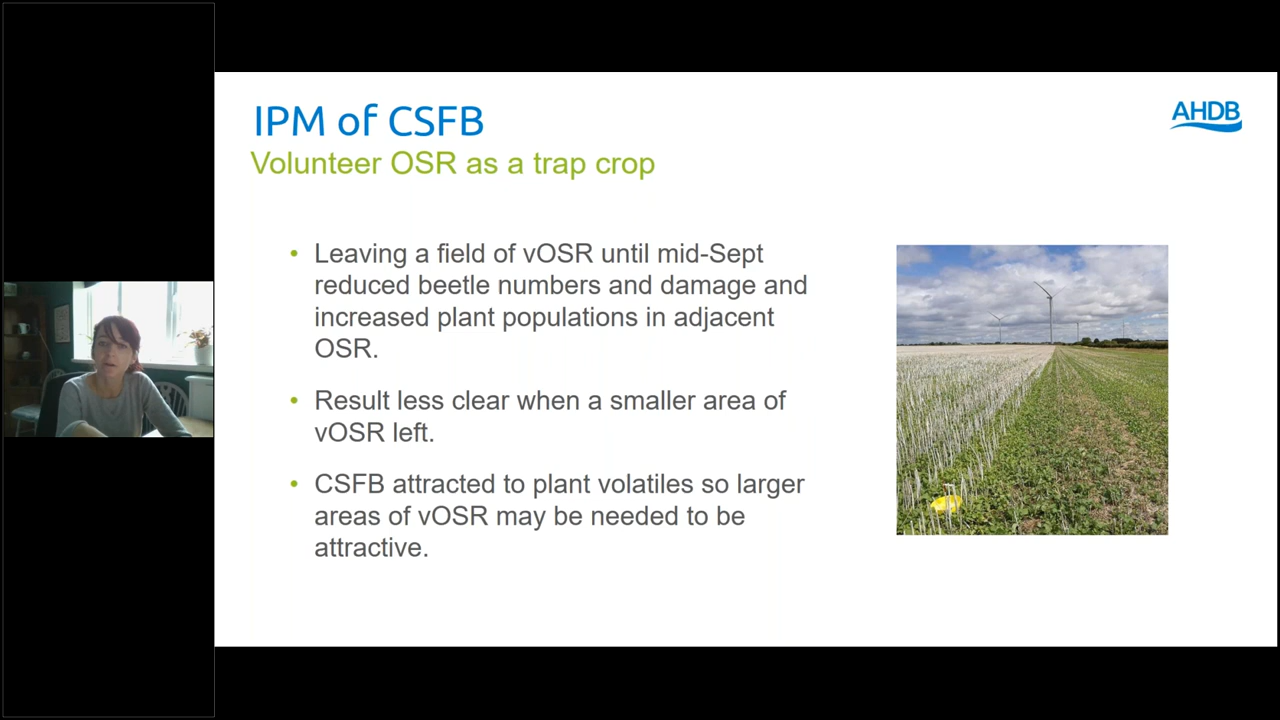 IPM of CSFB
AHDB
Volunteer OSR as a trap crop
• Leaving a field of vOSR until mid-Sept
reduced beetle numbers and damage and
increased plant populations in adjacent
OSR.
• Result less clear when a smaller area of
vOSR left.
• CSFB attracted to plant volatiles so larger
areas of vOSR may be needed to be
attractive.